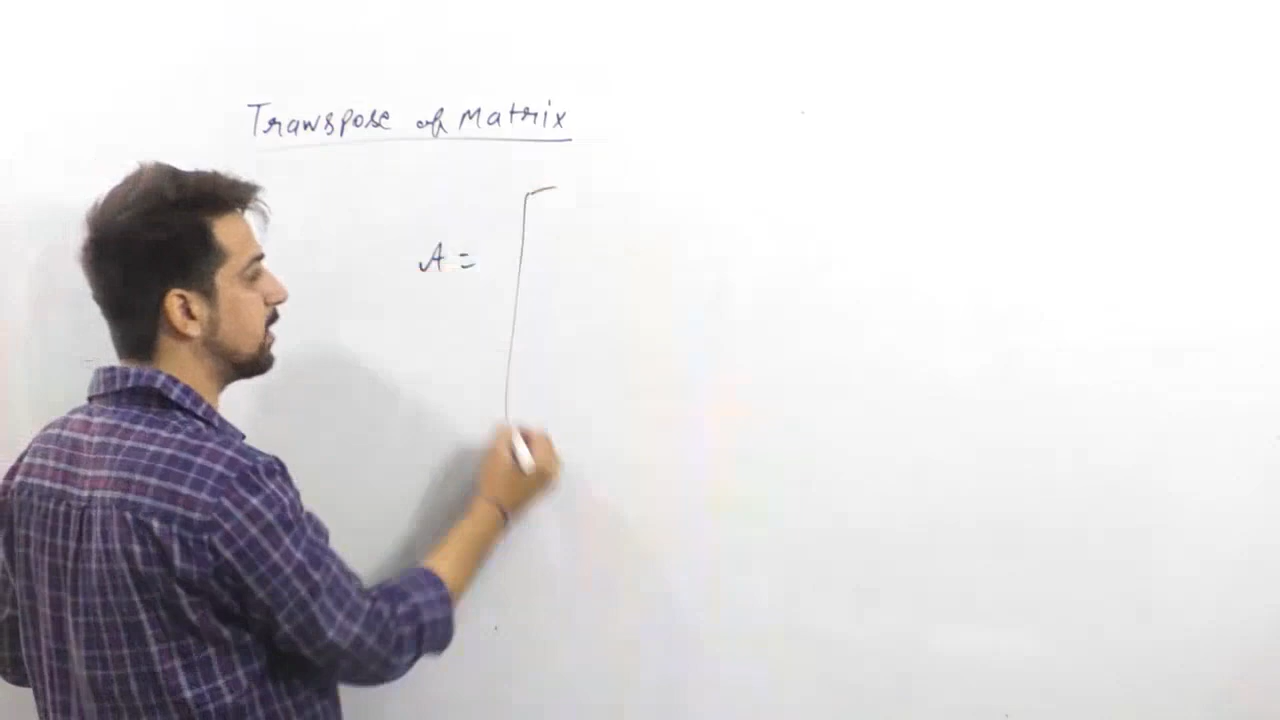 Transpose of Matrix
A = [